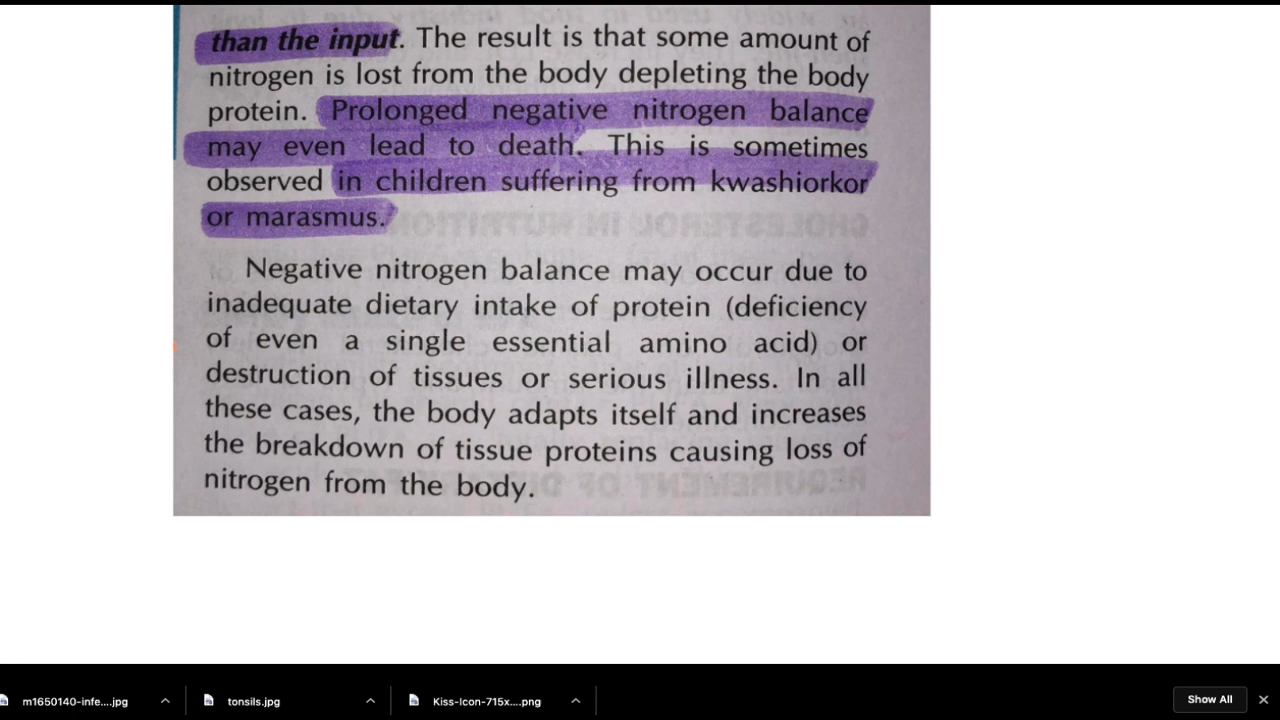 than the input. The result is that some amount of
nitrogen is lost from the body depleting the body
protein. Prolonged negative nitrogen balance
may even lead to death. This is sometimes
observed in children suffering from kwashiorkor
or marasmus.
CHOLESTEROL IN NUTRITION
Negative nitrogen balance may occur due to
inadequate dietary intake of protein (deficiency
of even a single essential amino acid) or
destruction of tissues or serious illness. In all
these cases, the body adapts itself and increases
the breakdown of tissue proteins causing loss of
nitrogen from the body.
m1650140-infe....jpg
tonsils.jpg
Kiss-Icon-715x....png
Show All